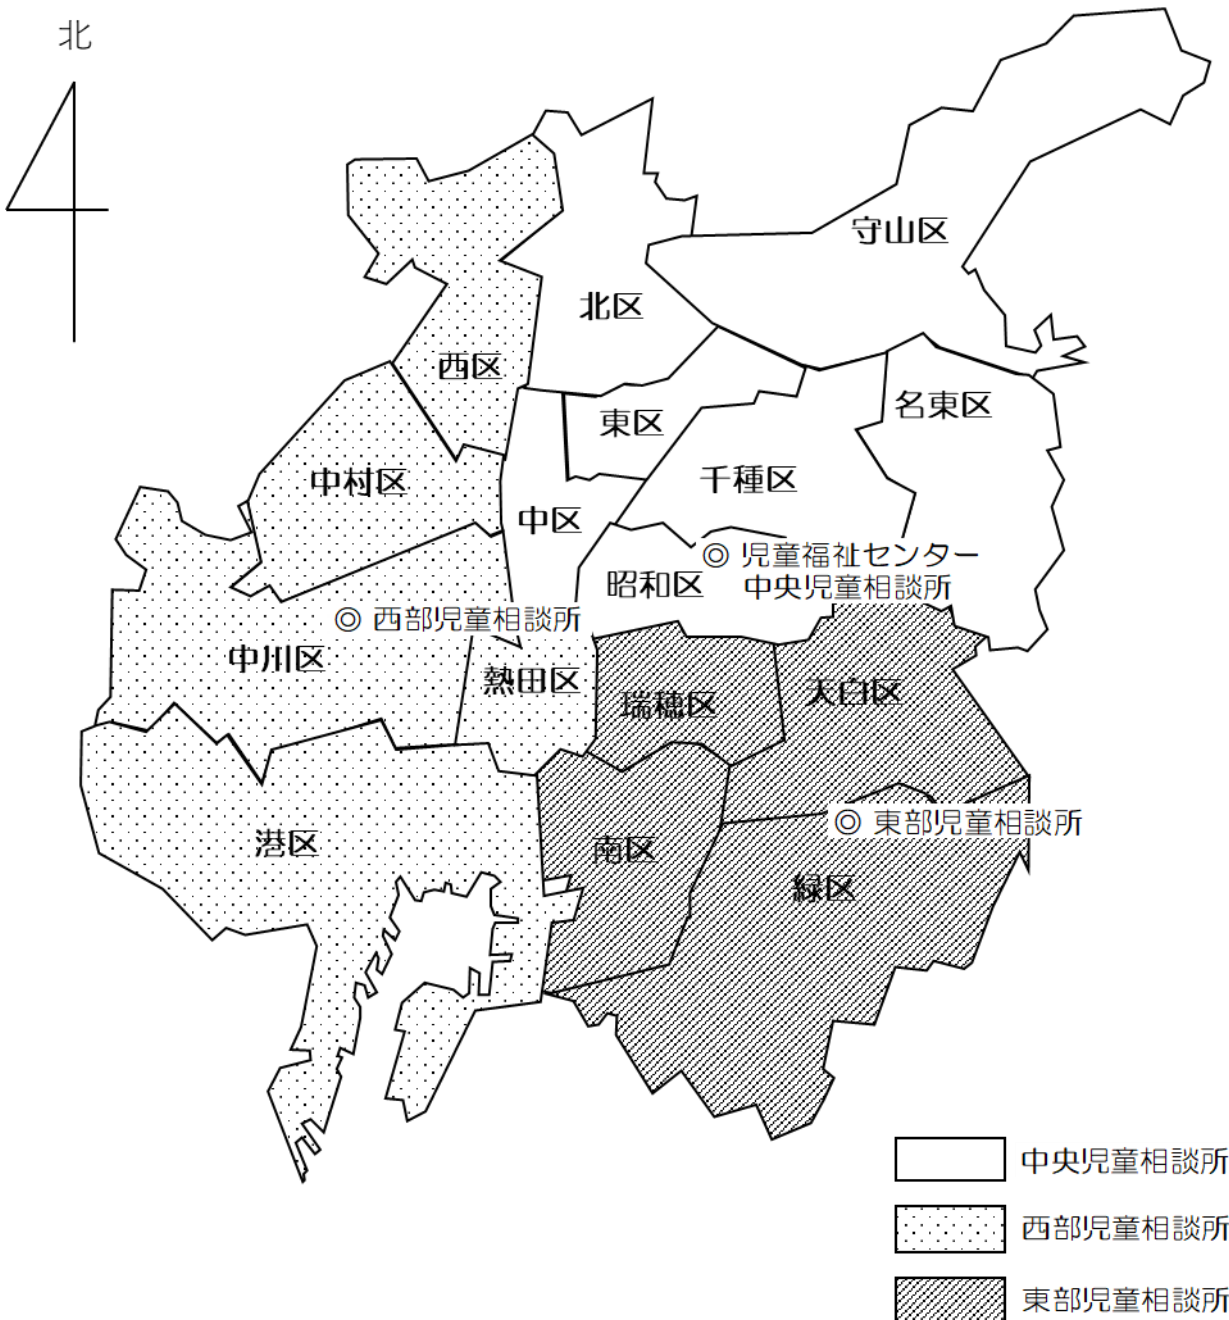 北
守山区
北区
西区
名東区
東区
千種区
中村区
中区
◎ 児童福祉センター
中央児童相談所
昭和区
◎ 西部児童相談所
中川区
熱田区
瑞穂区
天白区
◎ 東部児童相談所
港区
南区
緑区
中央児童相談所
西部児童相談所
東部児童相談所